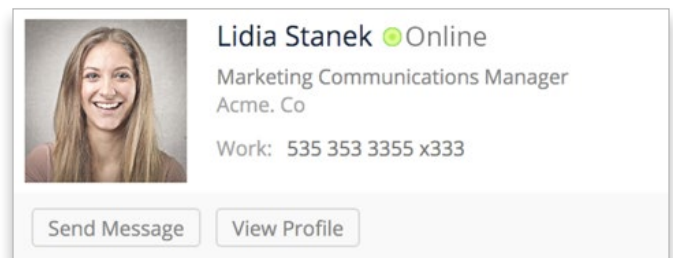 Lidia Stanek Online
Marketing Communications Manager
Acme. Co
Work: 535 353 3355 x333
Send Message View Profile